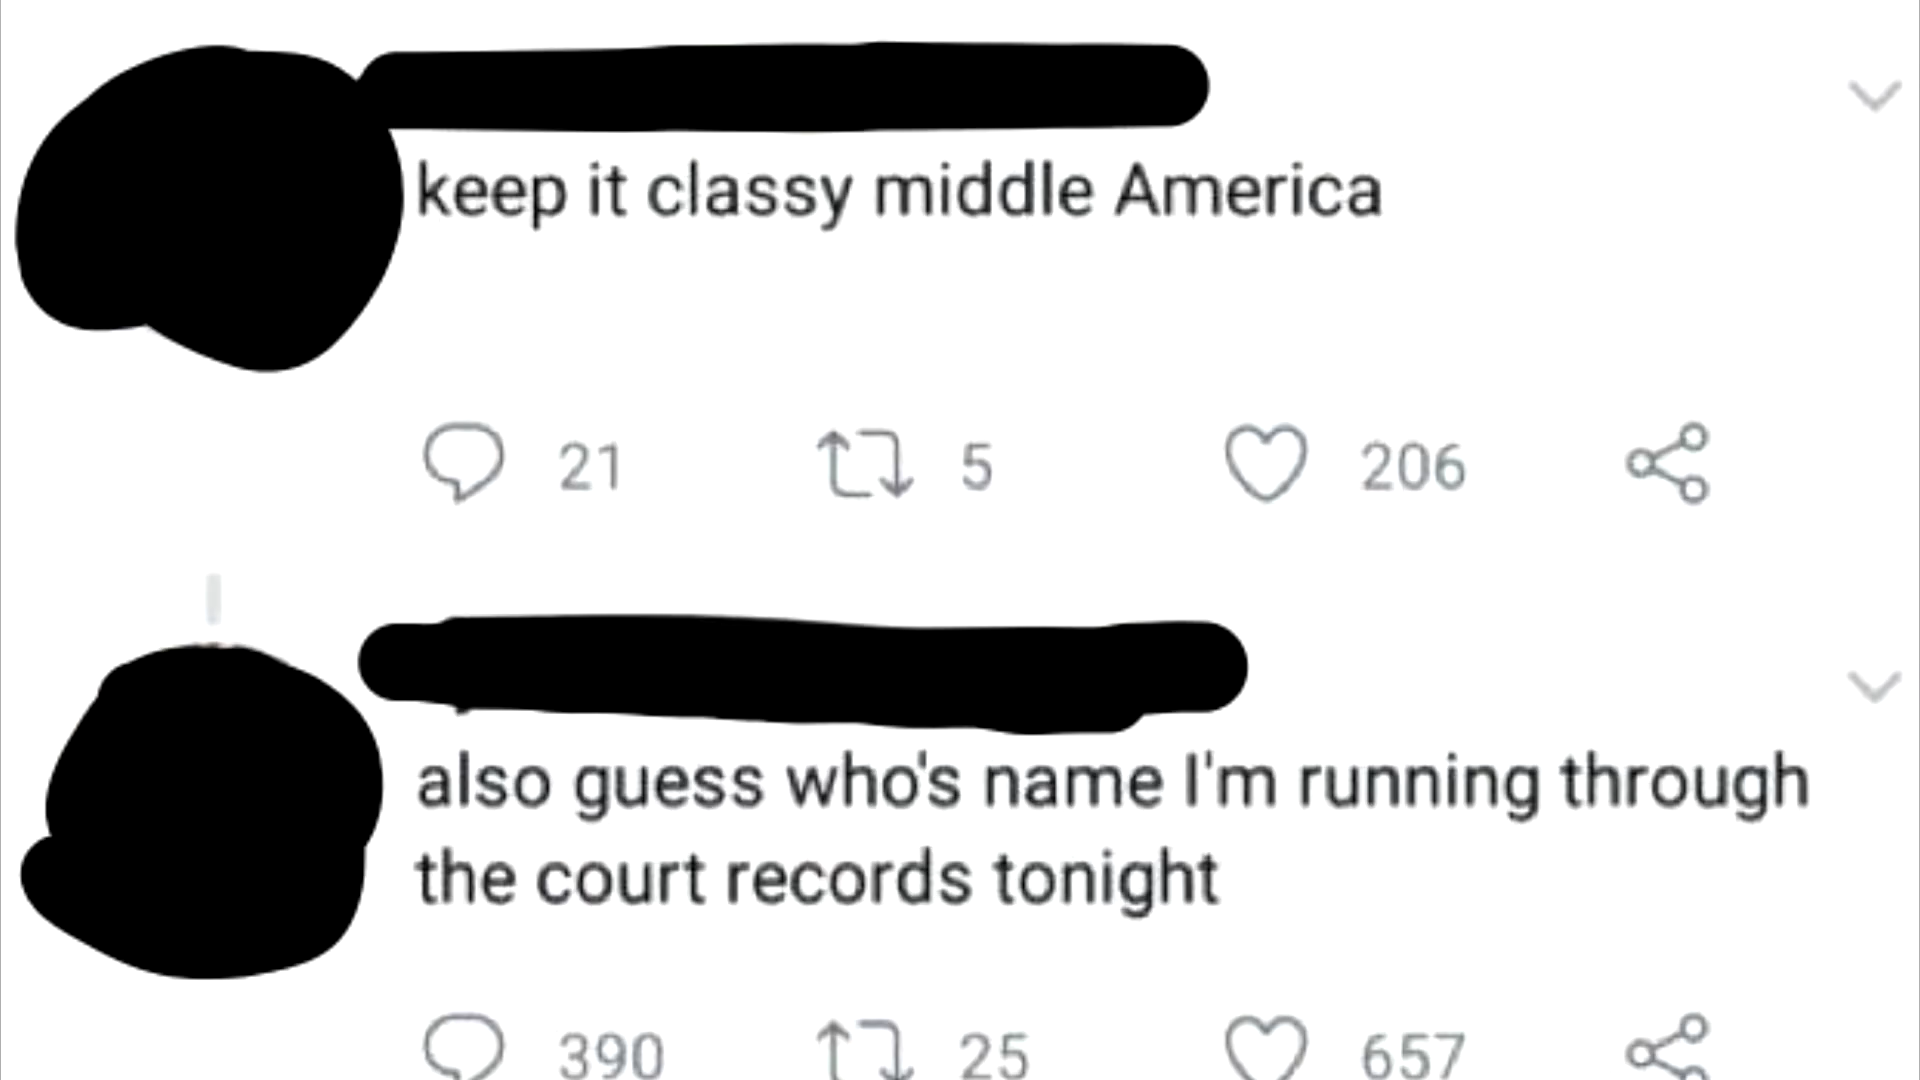 keep it classy middle America
21 5 206
also guess who's name I'm running through
the court records tonight
390 25 657